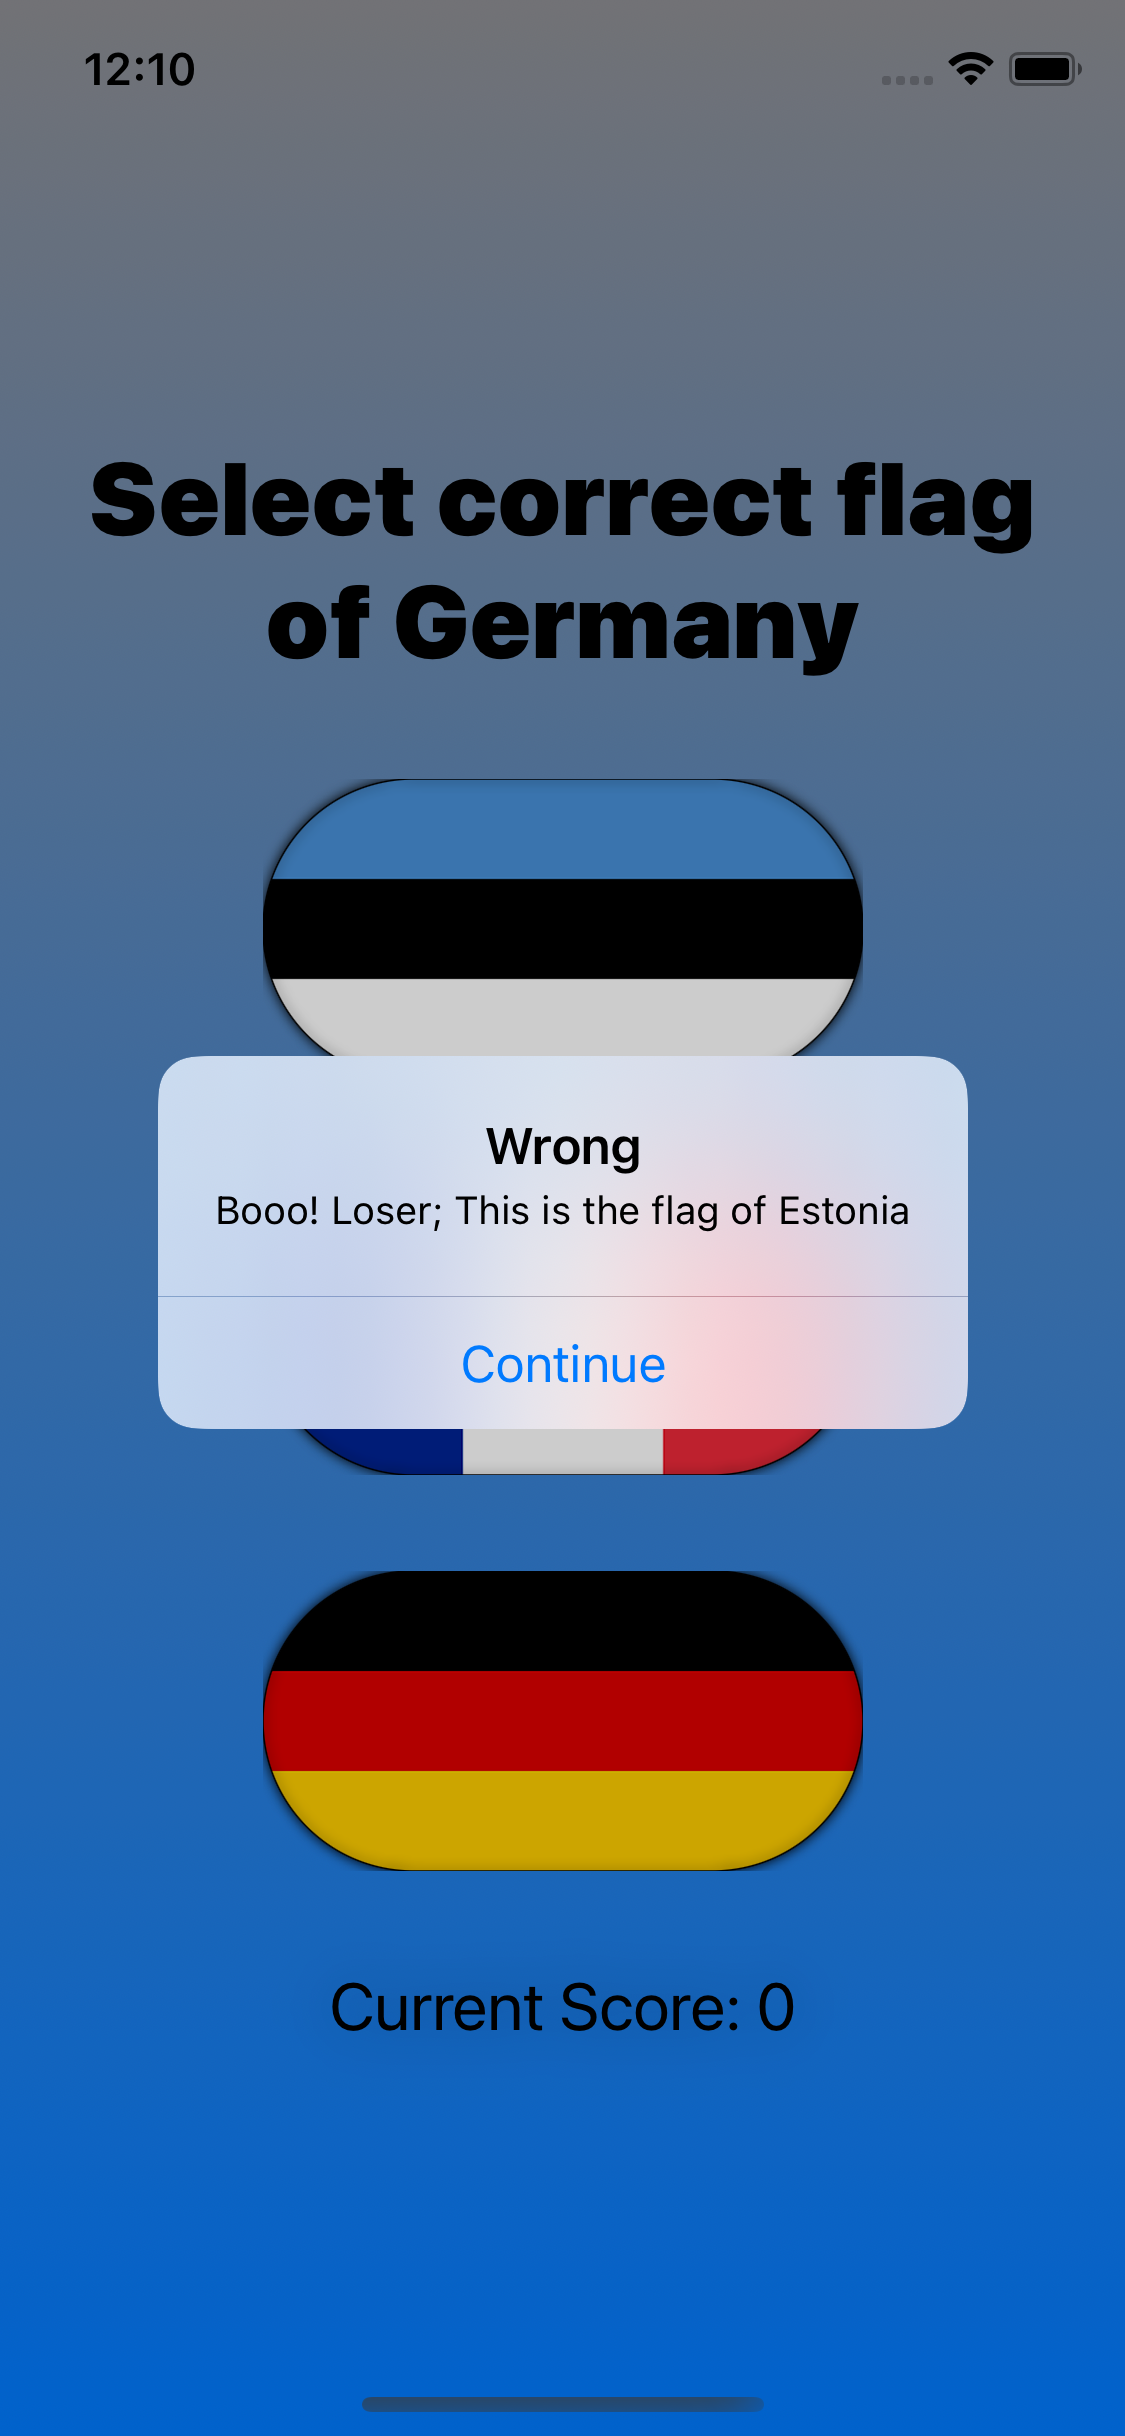 12:10
Select correct flag
of Germany
Wrong
Booo! Loser; This is the flag of Estonia
Continue
Current Score: 0